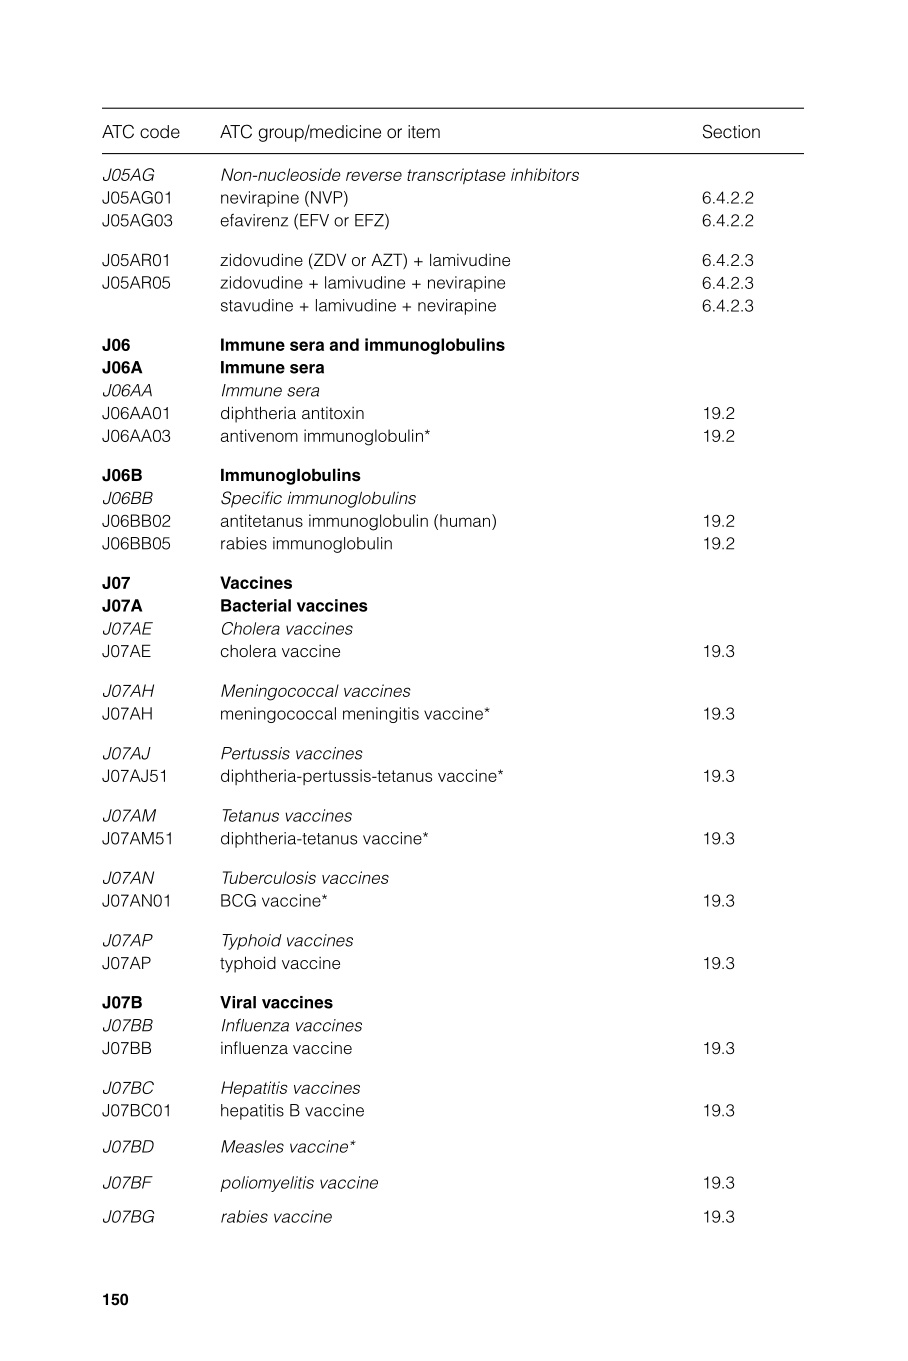 ATC code ATC group/medicine or item Section
J05AG Non-nucleoside reverse transcriptase inhibitors
J05AG01 nevirapine (NVP) 6.4.2.2
J05AG03 efavirenz (EFV or EFZ) 6.4.2.2
J05AR01 zidovudine (ZDV or AZT) + lamivudine 6.4.2.3
J05AR05 zidovudine + lamivudine + nevirapine 6.4.2.3
stavudine + lamivudine + nevirapine 6.4.2.3
J06 Immune sera and immunoglobulins
J06A Immune sera
J06AA Immune sera
J06AA01 diphtheria antitoxin 19.2
J06AA03 antivenom immunoglobulin* 19.2
J06B Immunoglobulins
J06BB Specific immunoglobulins
J06BB02 antitetanus immunoglobulin (human) 19.2
J06BB05 rabies immunoglobulin 19.2
J07 Vaccines
J07A Bacterial vaccines
J07AE Cholera vaccines
J07AE cholera vaccine 19.3
J07AH Meningococcal vaccines
J07AH meningococcal meningitis vaccine* 19.3
J07AJ Pertussis vaccines
J07AJ51 diphtheria-pertussis-tetanus vaccine* 19.3
J07AM Tetanus vaccines
J07AM51 diphtheria-tetanus vaccine* 19.3
J07AN Tuberculosis vaccines
J07AN01 BCG vaccine* 19.3
J07AP Typhoid vaccines
J07AP typhoid vaccine 19.3
J07B Viral vaccines
J07BB Influenza vaccines
J07BB influenza vaccine 19.3
J07BC Hepatitis vaccines
J07BC01 hepatitis B vaccine 19.3
J07BD Measles vaccine*
J07BF poliomyelitis vaccine 19.3
J07BG rabies vaccine 19.3
150